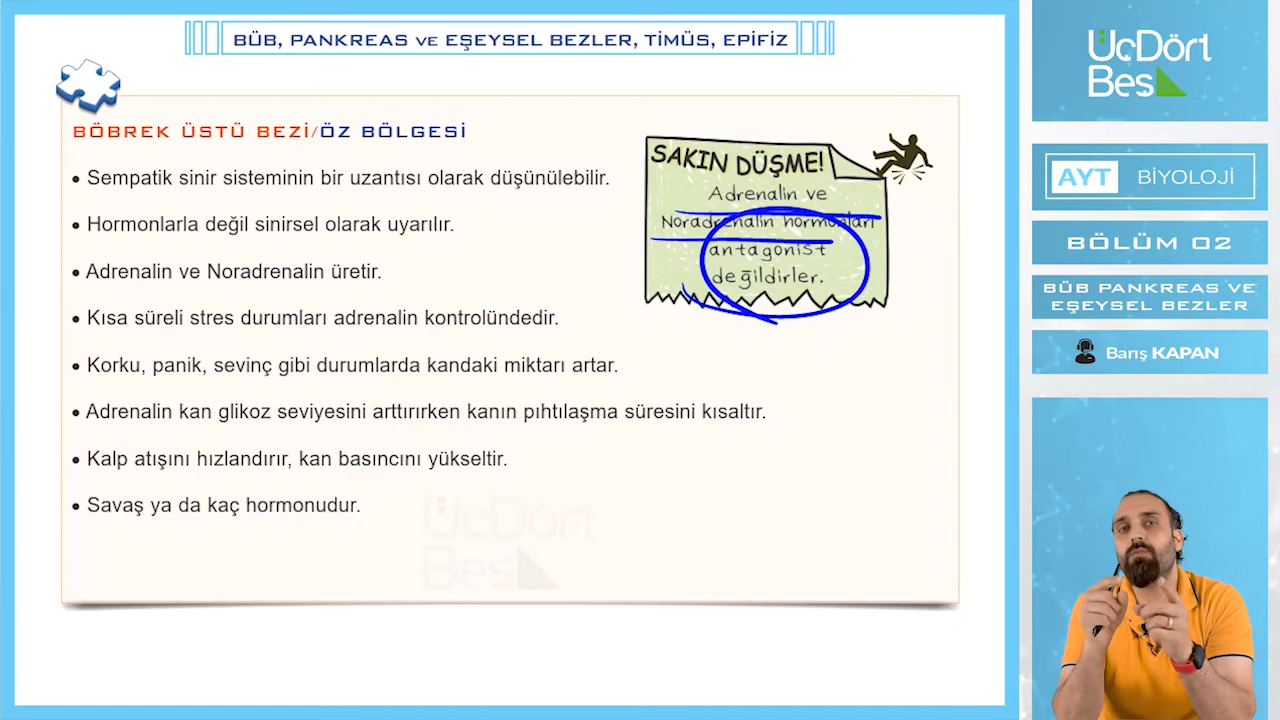 BÜB, PANKREAS VE EŞEYSEL BEZLER, TİMÜS, EPİFİZ
BÖBREK ÜSTÜ BEZİ/ÖZ BÖLGESİ
• Sempatik sinir sisteminin bir uzantısı olarak düşünülebilir.
• Hormonlarla değil sinirsel olarak uyarılır.
• Adrenalin ve Noradrenalin üretir.
• Kısa süreli stres durumları adrenalin kontrolündedir.
• Korku, panik, sevinç gibi durumlarda kandaki miktarı artar.
• Adrenalin kan glikoz seviyesini arttırırken kanın pıhtılaşma süresini kısaltır.
• Kalp atışını hızlandırır, kan basıncını yükseltir.
• Savaş ya da kaç hormonudur.
SAKIN DÜŞME!
Adrenalin ve
Noradrenalin hormonları
antagonist
değildirler.
ÜçDört
Beş
ÜçDört
Beş
AYT BİYOLOJİ
BÖLÜM 02
BÜB PANKREAS VE
EŞEYSEL BEZLER
Barış KAPAN